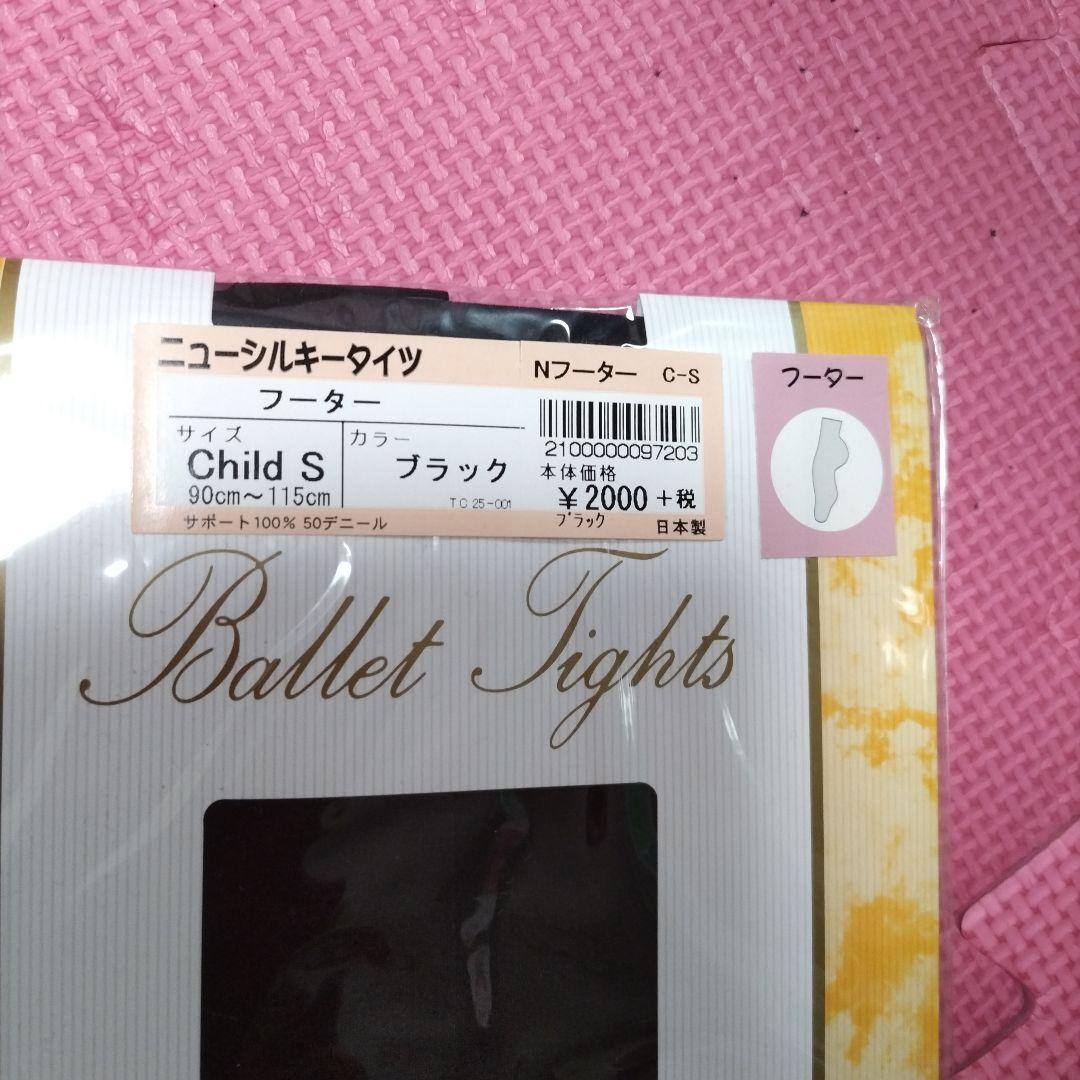 ニューシルキータイツ
Nフーター C-S
フーター
サイズ
Child S
90cm～115cm
カラー
ブラック
TC25-001
サポート100% 50デニール
2100000097203
本体価格
¥2000+税
ブラック
日本製
フーター
Ballet Tights